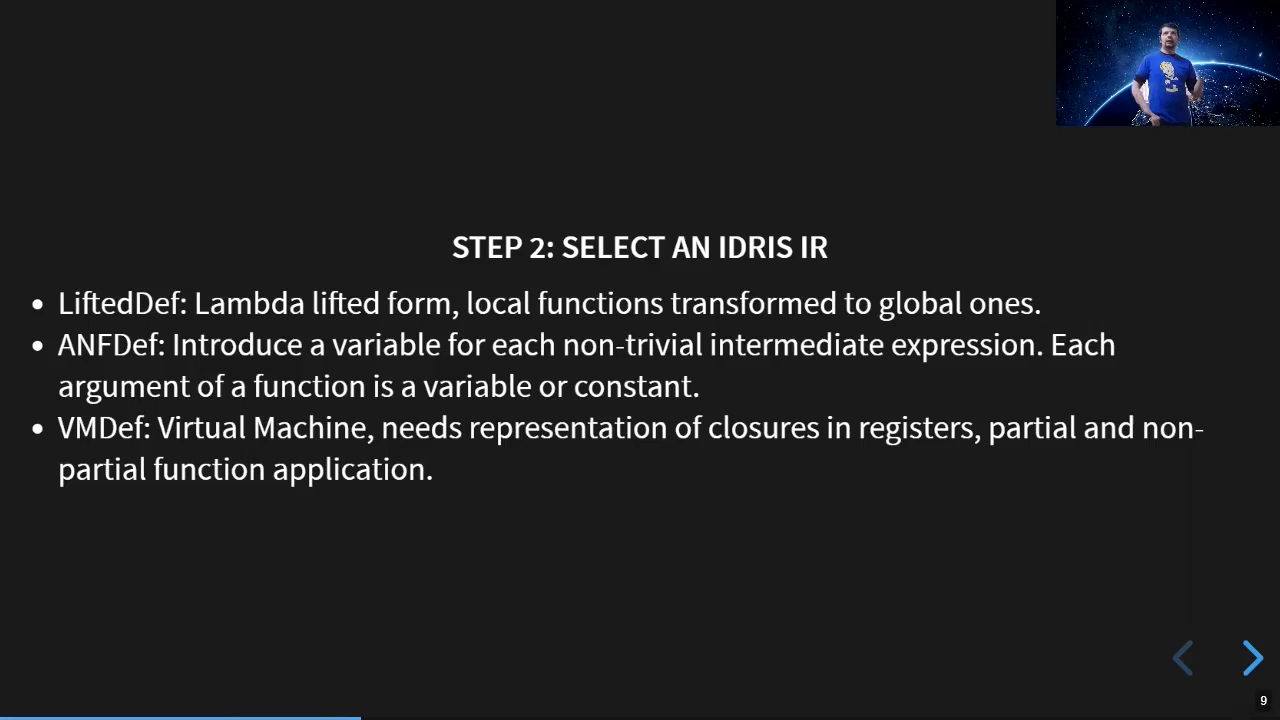 STEP 2: SELECT AN IDRIS IR
• LiftedDef: Lambda lifted form, local functions transformed to global ones.
• ANFDef: Introduce a variable for each non-trivial intermediate expression. Each
argument of a function is a variable or constant.
• VMDef: Virtual Machine, needs representation of closures in registers, partial and non-
partial function application.
9